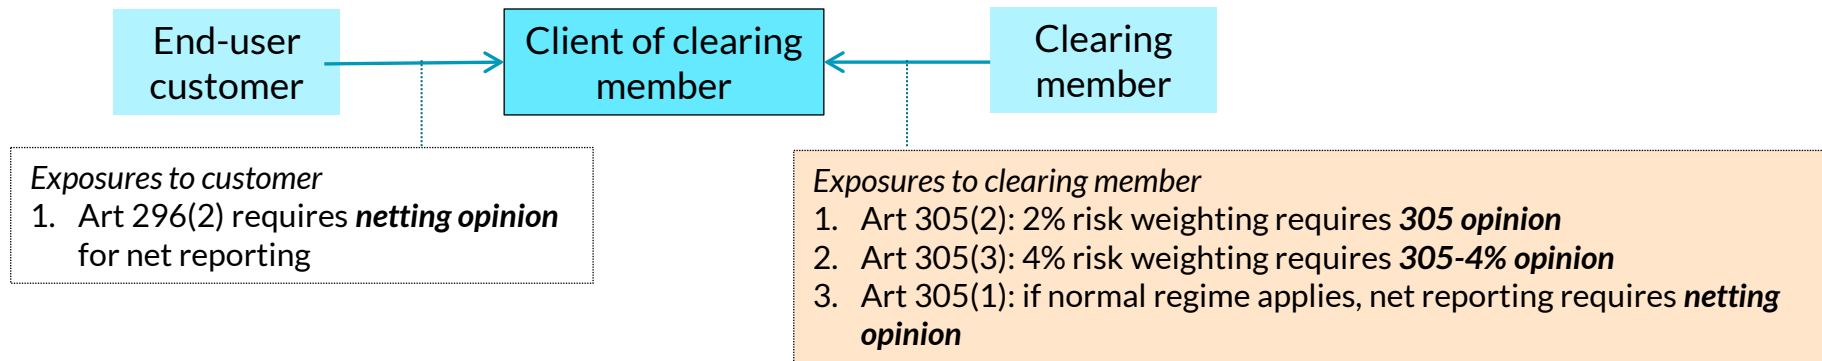 End-user
customer
Client of clearing
member
Clearing
member
Exposures to customer
1. Art 296(2) requires netting opinion
for net reporting
Exposures to clearing member
1. Art 305(2): 2% risk weighting requires 305 opinion
2. Art 305(3): 4% risk weighting requires 305-4% opinion
3. Art 305(1): if normal regime applies, net reporting requires netting
opinion